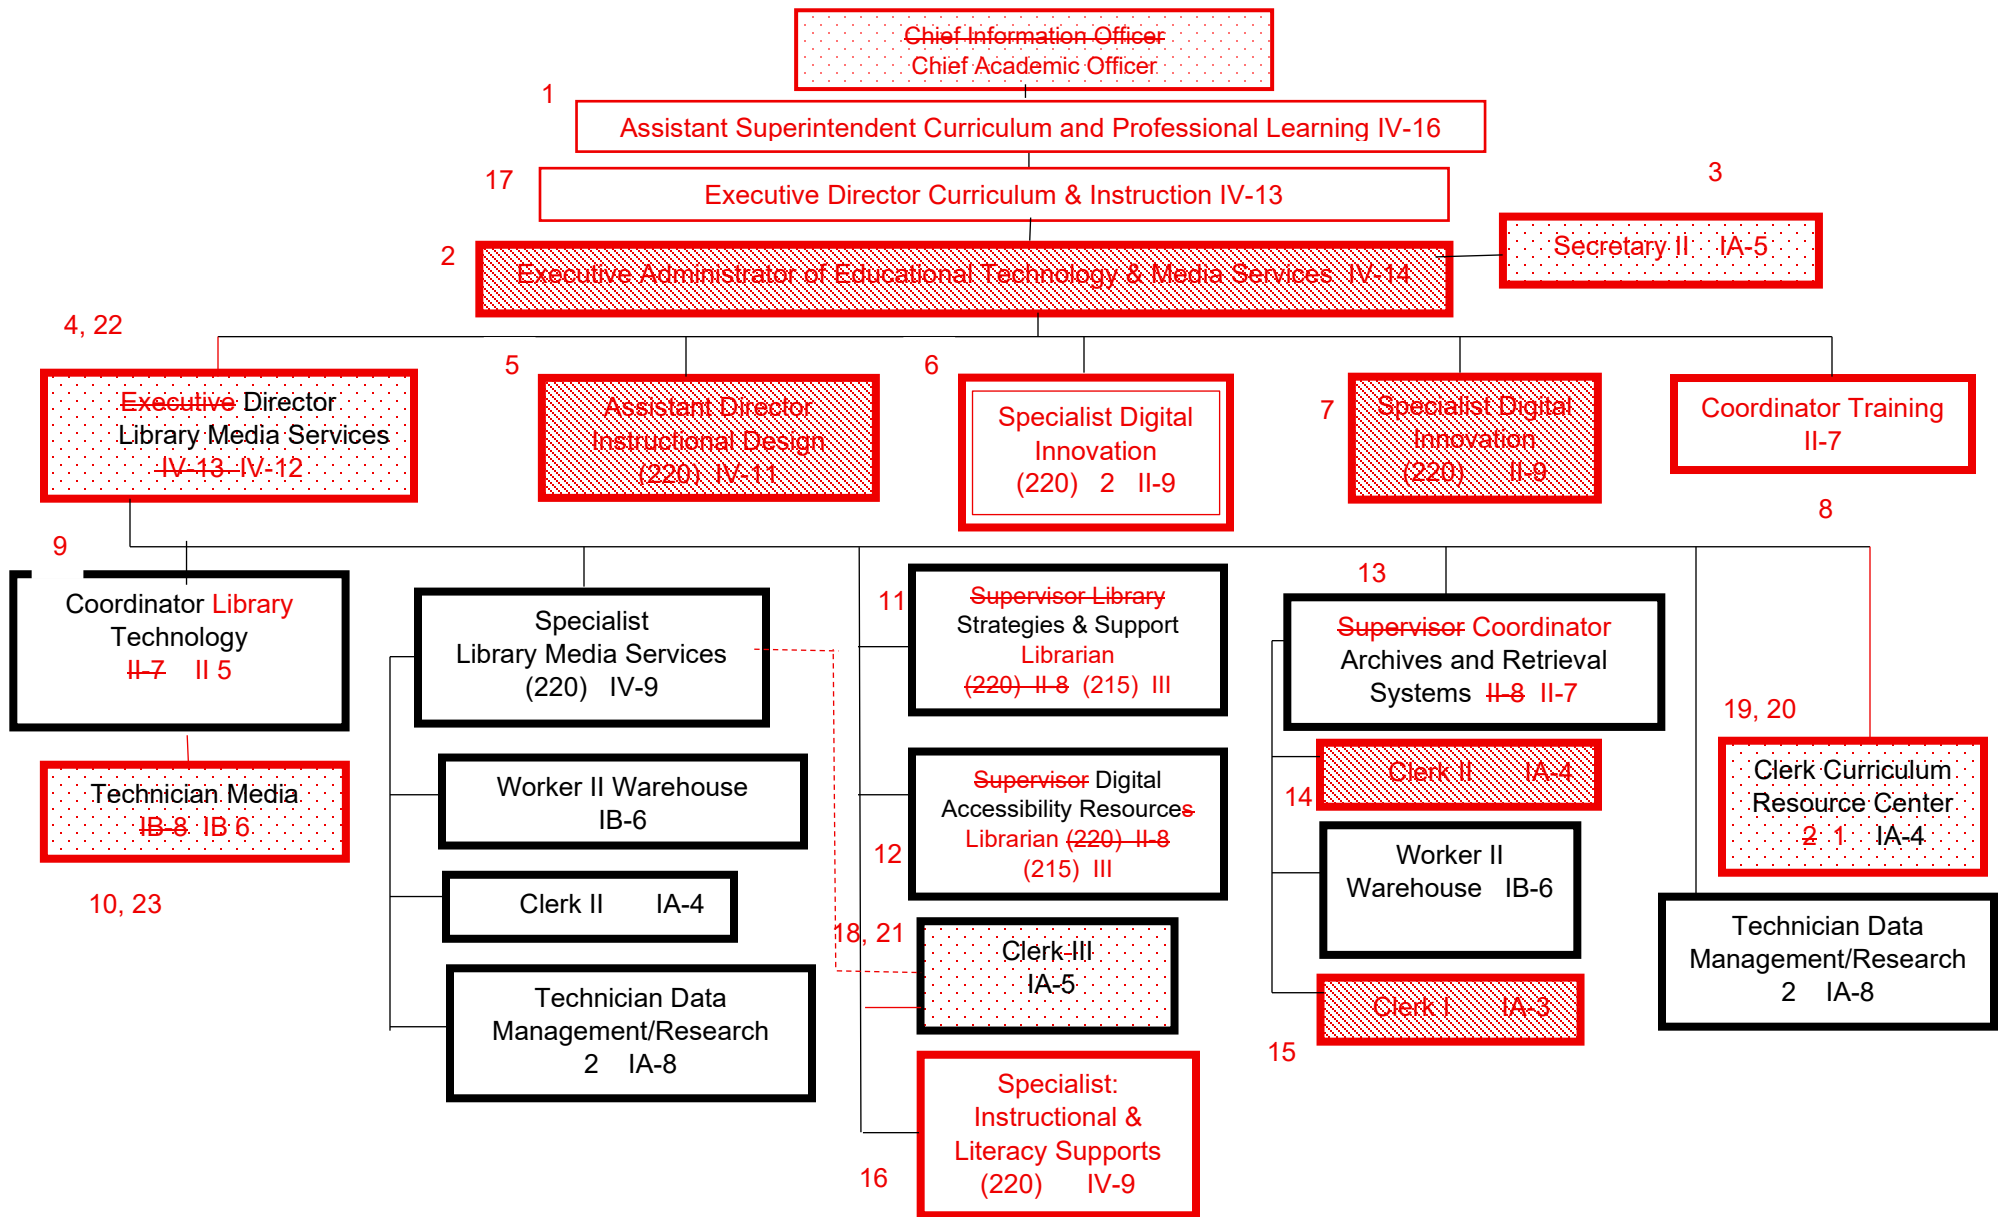 Chief Information Officer
Chief Academic Officer
1
Assistant Superintendent Curriculum and Professional Learning IV-16
17
Executive Director Curriculum & Instruction IV-13
3
2
Executive Administrator of Educational Technology & Media Services IV-14
Secretary II IA-5
4, 22
Executive Director
Library Media Services
IV-13 IV-12
5
Assistant Director
Instructional Design
(220) IV-11
6
Specialist Digital
Innovation
(220) 2 II-9
7
Specialist Digital
Innovation
(220) II-9
Coordinator Training
II-7
8
9
Coordinator Library
Technology
II-7 II 5
Technician Media
IB-8 IB 6
10, 23
Specialist
Library Media Services
(220) IV-9
Worker II Warehouse
IB-6
Clerk II IA-4
Technician Data
Management/Research
2 IA-8
11
Supervisor Library
Strategies & Support
Librarian
(220) II-8 (215) III
12
Supervisor Digital
Accessibility Resources
Librarian (220) II-8
(215) III
18, 21
Clerk III
IA-5
16
Specialist:
Instructional &
Literacy Supports
(220) IV-9
13
Supervisor Coordinator
Archives and Retrieval
Systems II-8 II-7
14
Clerk II IA-4
Worker II
Warehouse IB-6
Clerk I IA-3
15
19, 20
Clerk Curriculum
Resource Center
2 1 IA-4
Technician Data
Management/Research
2 IA-8